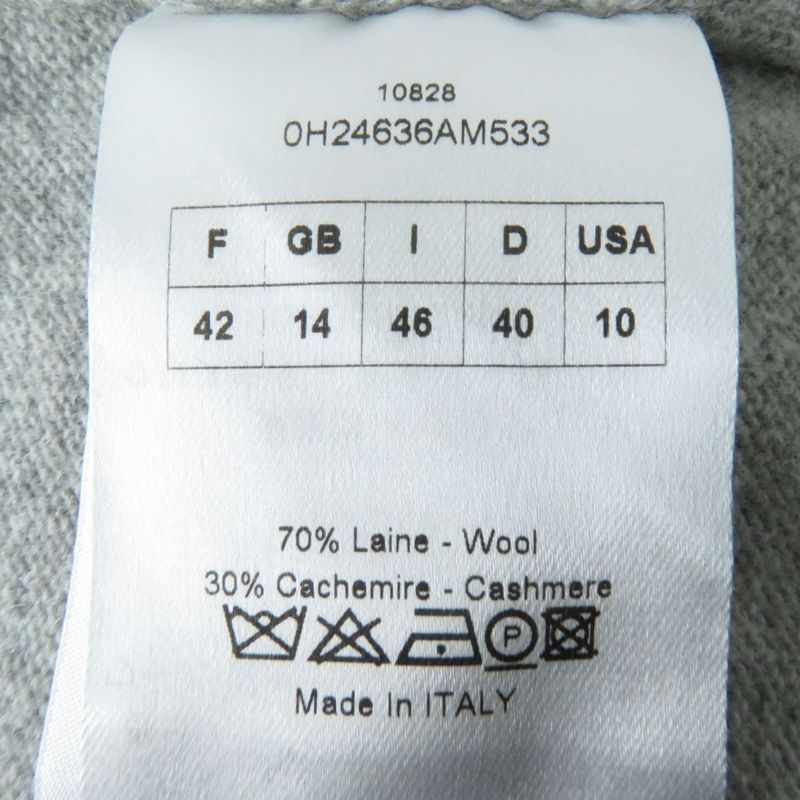 10828
0H24636AM533
F GB I D USA
42 14 46 40 10
70% Laine - Wool
30% Cachemire - Cashmere
P
Made In ITALY